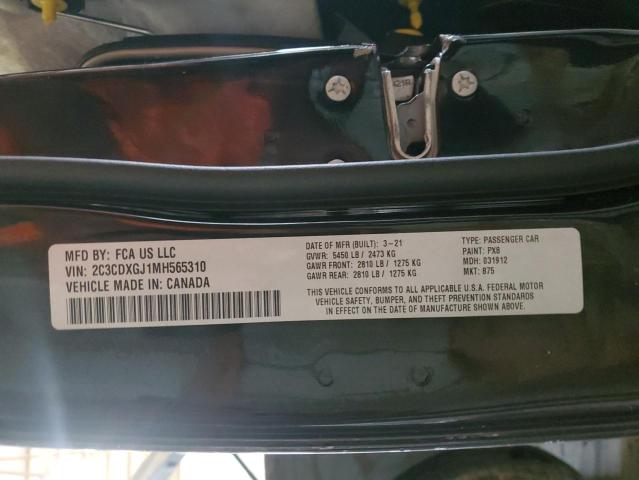 MFD BY: FCA US LLC
VIN: 2C3CDXGJ1MH565310
VEHICLE MADE IN: CANADA
DATE OF MFR (BUILT): 3-21
GVWR: 5450 LB / 2473 KG
GAWR FRONT: 2810 LB / 1275 KG
GAWR REAR: 2810 LB / 1275 KG
TYPE: PASSENGER CAR
PAINT: PX8
MDH: 031912
MKT: 875
THIS VEHICLE CONFORMS TO ALL APPLICABLE U.S.A. FEDERAL MOTOR
VEHICLE SAFETY, BUMPER, AND THEFT PREVENTION STANDARDS
IN EFFECT ON THE DATE OF MANUFACTURE SHOWN ABOVE.